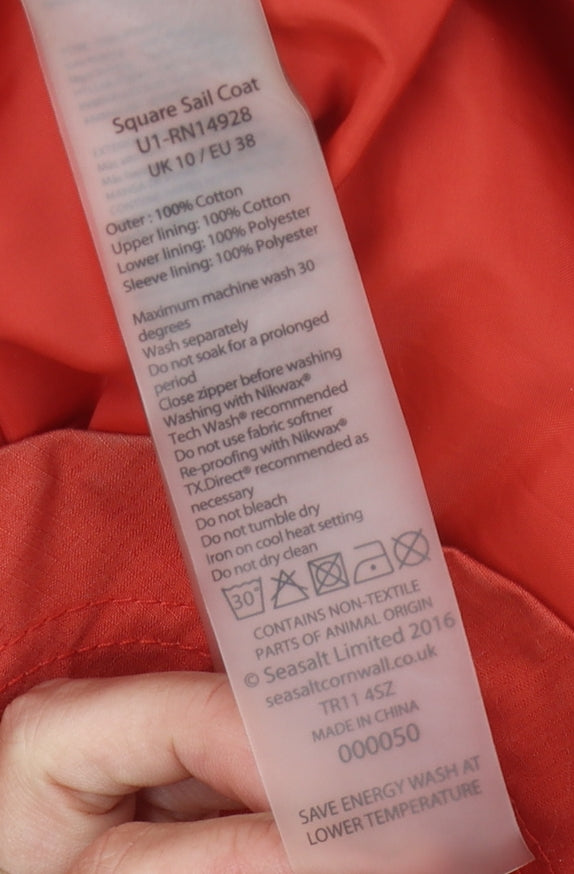 Square Sail Coat
U1-RN14928
UK 10 / EU 38
Outer : 100% Cotton
Upper lining: 100% Cotton
Lower lining: 100% Polyester
Sleeve lining: 100% Polyester
Maximum machine wash 30
degrees
Wash separately
Do not soak for a prolonged
period
Close zipper before washing
Washing with Nikwax®
Tech Wash® recommended
Do not use fabric softner
Re-proofing with Nikwax®
TX.Direct® recommended as
necessary
Do not bleach
Do not tumble dry
Iron on cool heat setting
Do not dry clean
30°
CONTAINS NON-TEXTILE
PARTS OF ANIMAL ORIGIN
© Seasalt Limited 2016
seasaltcornwall.co.uk
TR11 4SZ
MADE IN CHINA
000050
SAVE ENERGY WASH AT
LOWER TEMPERATURE